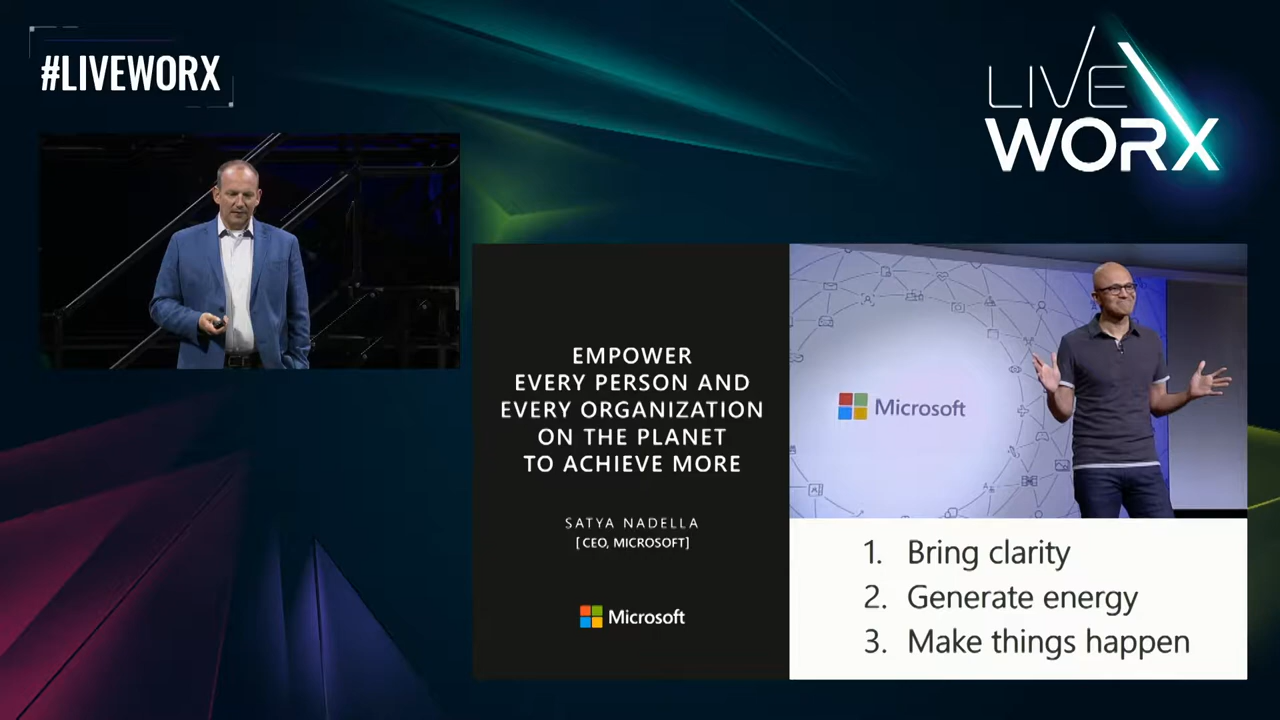 #LIVEWORX
LIVE
WORX
EMPOWER
EVERY PERSON AND
EVERY ORGANIZATION
ON THE PLANET
TO ACHIEVE MORE
SATYA NADELLA
[ CEO, MICROSOFT]
Microsoft
Microsoft
1. Bring clarity
2. Generate energy
3. Make things happen